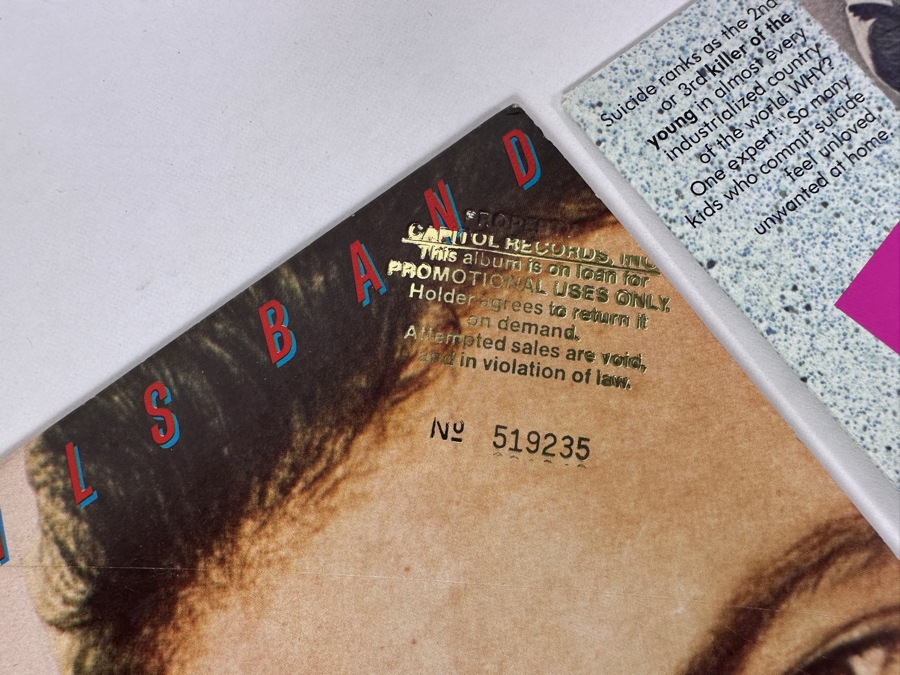 LS BAND
PROPERTY
CAPITOL RECORDS, INC.
This album is on loan for
PROMOTIONAL USES ONLY.
Holder agrees to return it
on demand.
Attempted sales are void,
and in violation of law.
Nº 519235
Suicide ranks as the 2nd
or 3rd killer of the
young in almost every
industrialized country
of the world. WHY?
One expert: 'So many
kids who commit suicide
feel unloved,
unwanted at home.